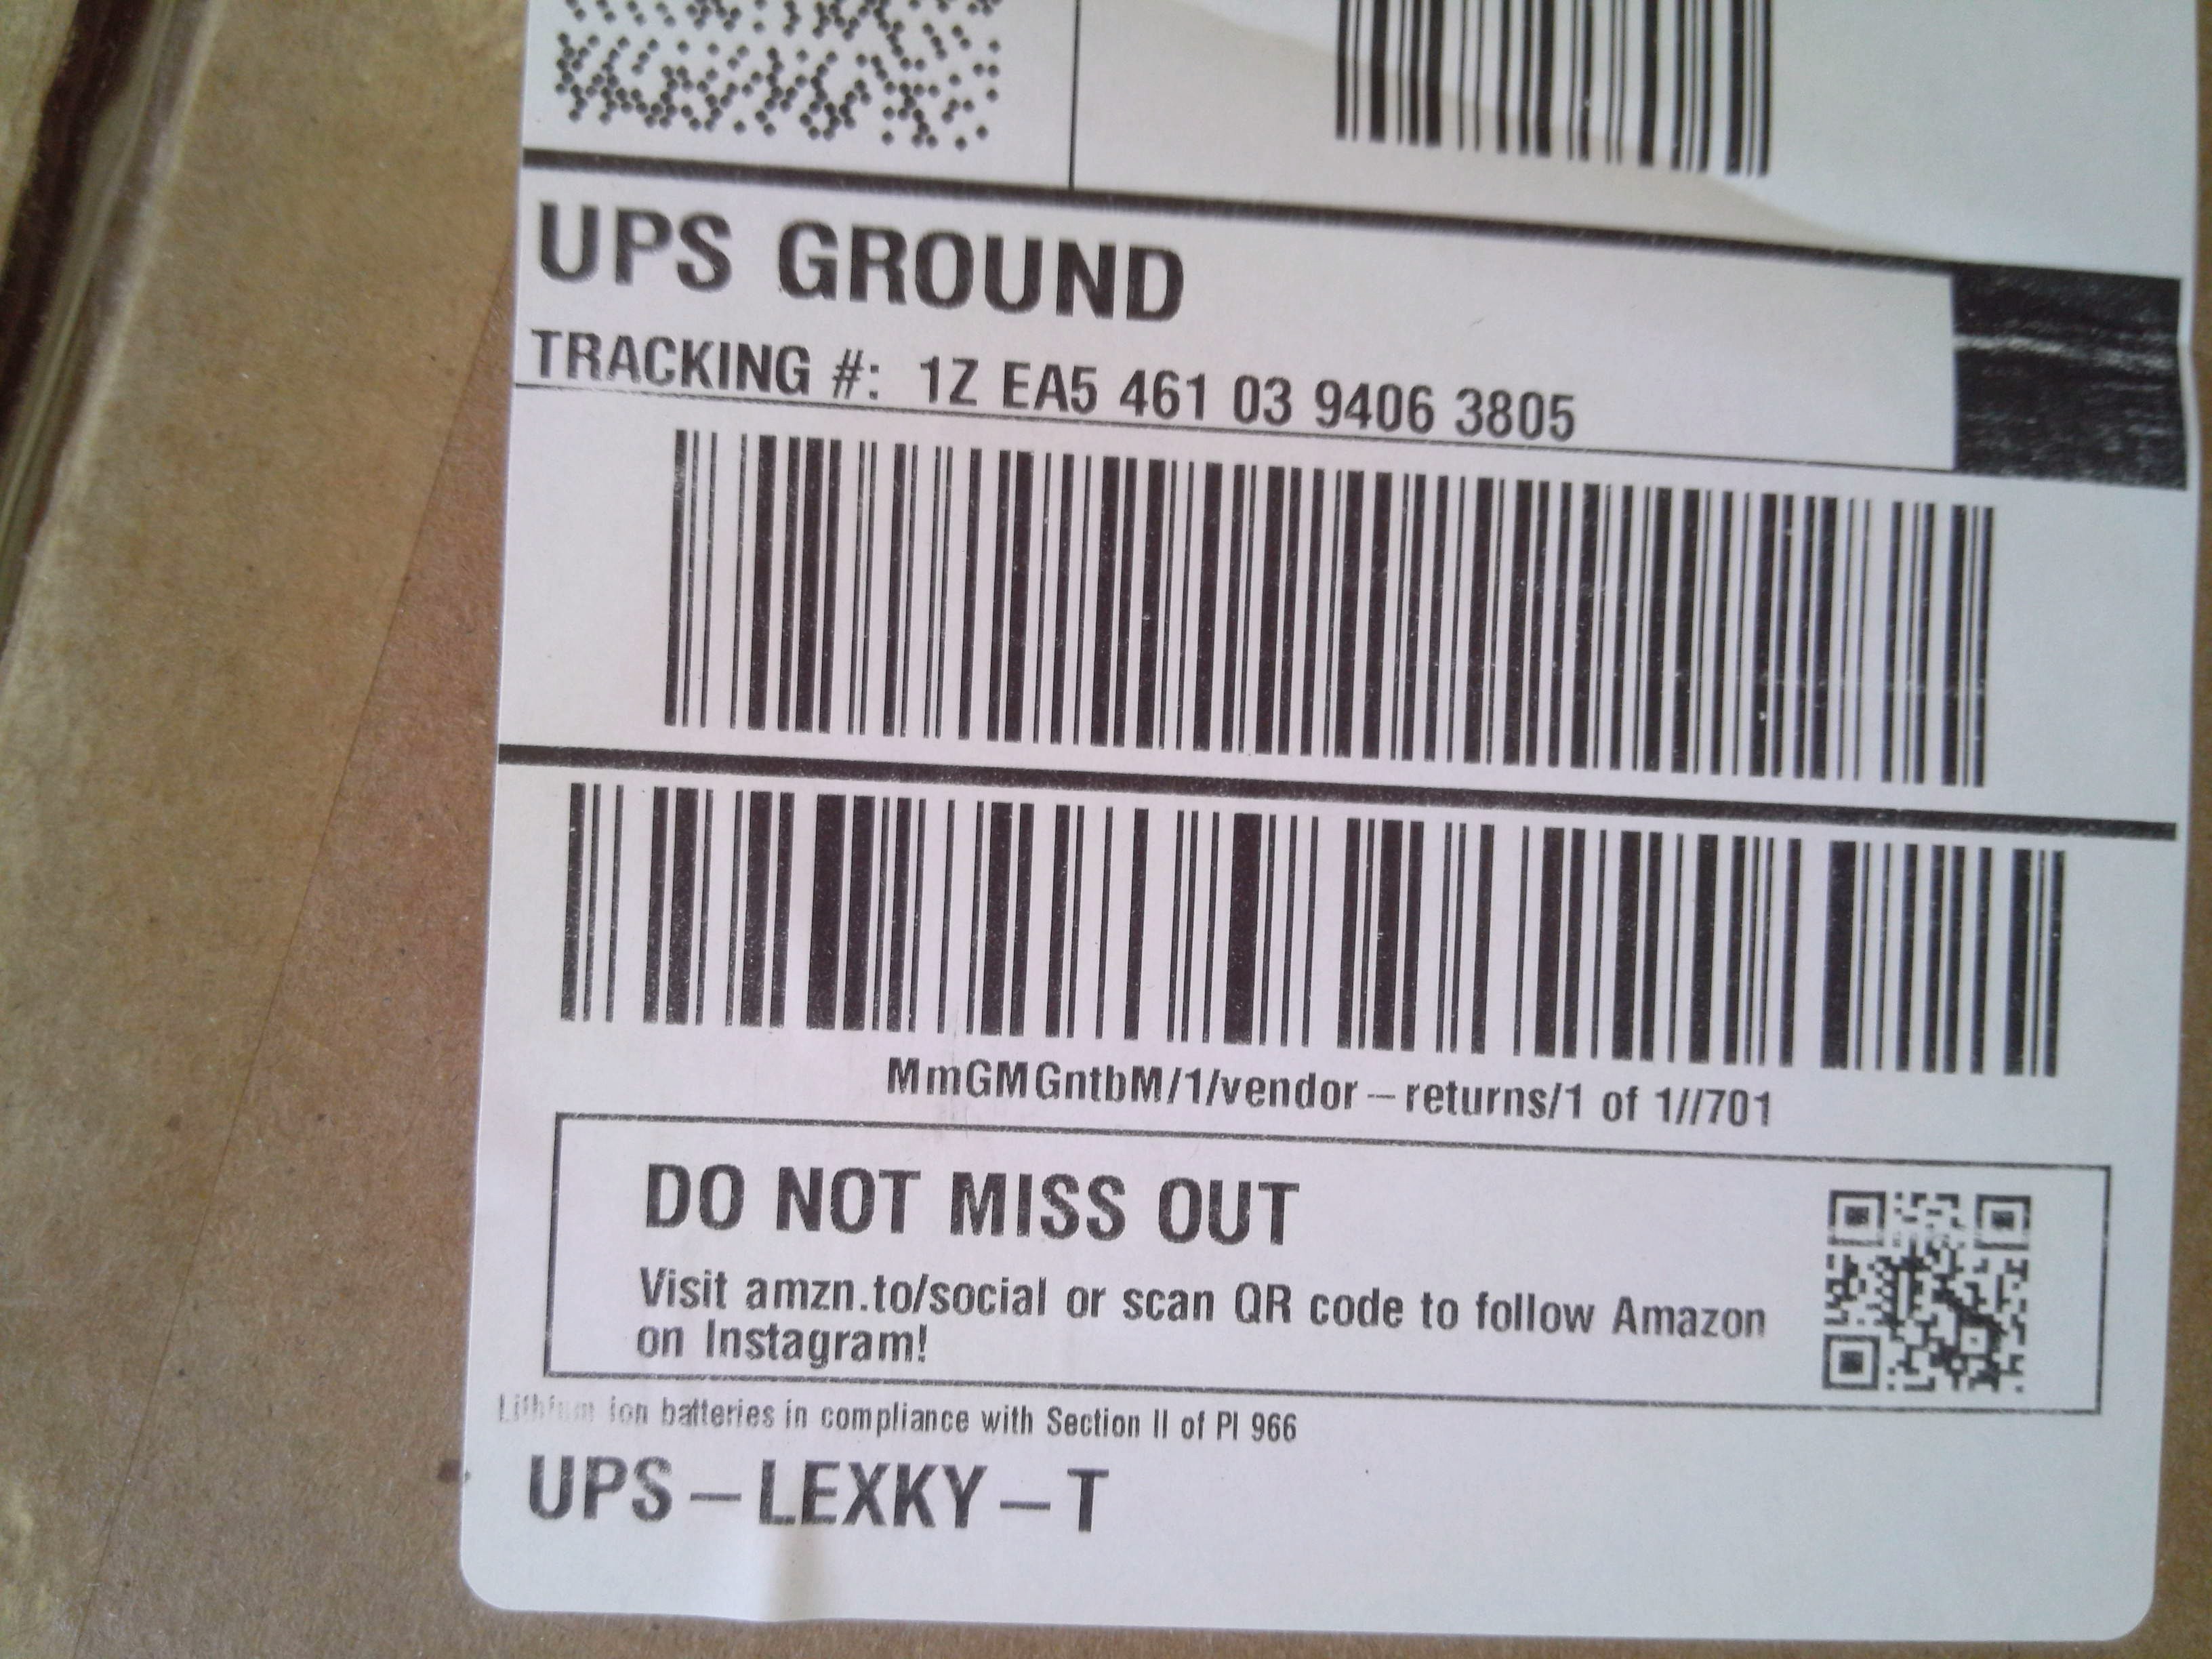 UPS GROUND
TRACKING #: 1Z EA5 461 03 9406 3805
MmGMGntbM/1/vendor-returns/1 of 1//701
DO NOT MISS OUT
Visit amzn.to/social or scan QR code to follow Amazon
on Instagram!
Lithium ion batteries in compliance with Section II of PI 966
UPS-LEXKY-T